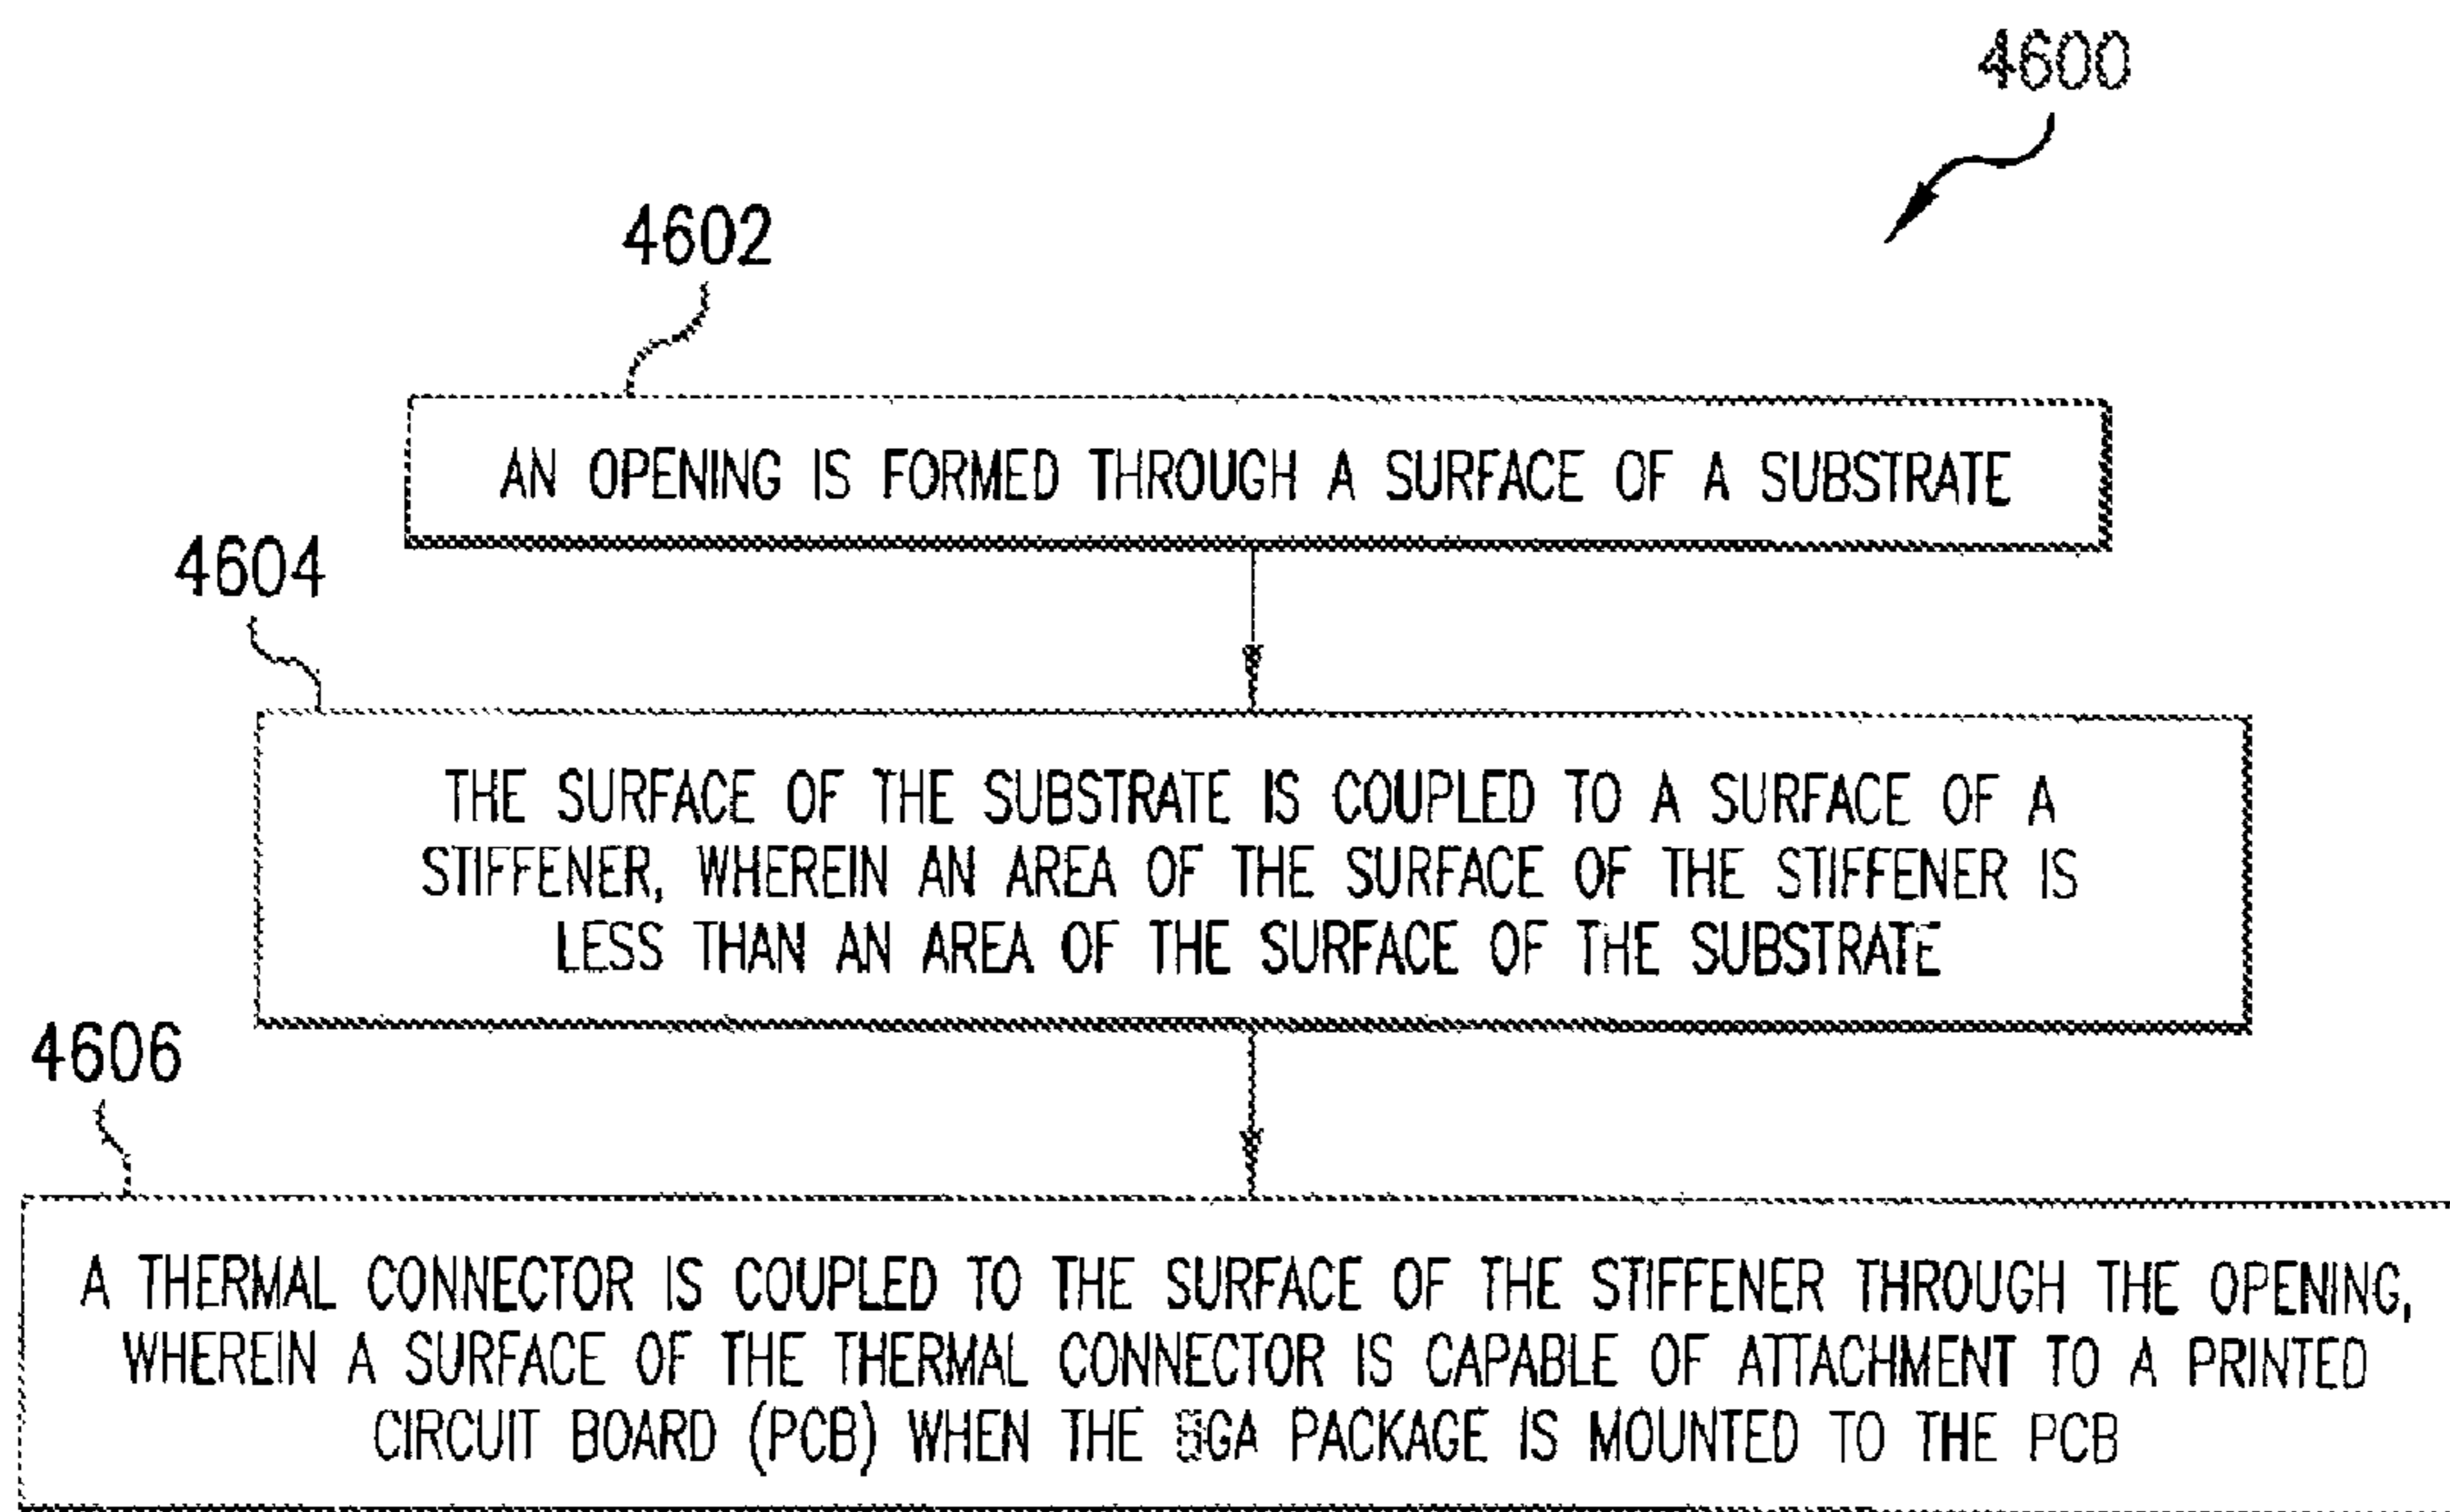 4600
4602
AN OPENING IS FORMED THROUGH A SURFACE OF A SUBSTRATE
4604
THE SURFACE OF THE SUBSTRATE IS COUPLED TO A SURFACE OF A
STIFFENER, WHEREIN AN AREA OF THE SURFACE OF THE STIFFENER IS
LESS THAN AN AREA OF THE SURFACE OF THE SUBSTRATE
4606
A THERMAL CONNECTOR IS COUPLED TO THE SURFACE OF THE STIFFENER THROUGH THE OPENING,
WHEREIN A SURFACE OF THE THERMAL CONNECTOR IS CAPABLE OF ATTACHMENT TO A PRINTED
CIRCUIT BOARD (PCB) WHEN THE BGA PACKAGE IS MOUNTED TO THE PCB